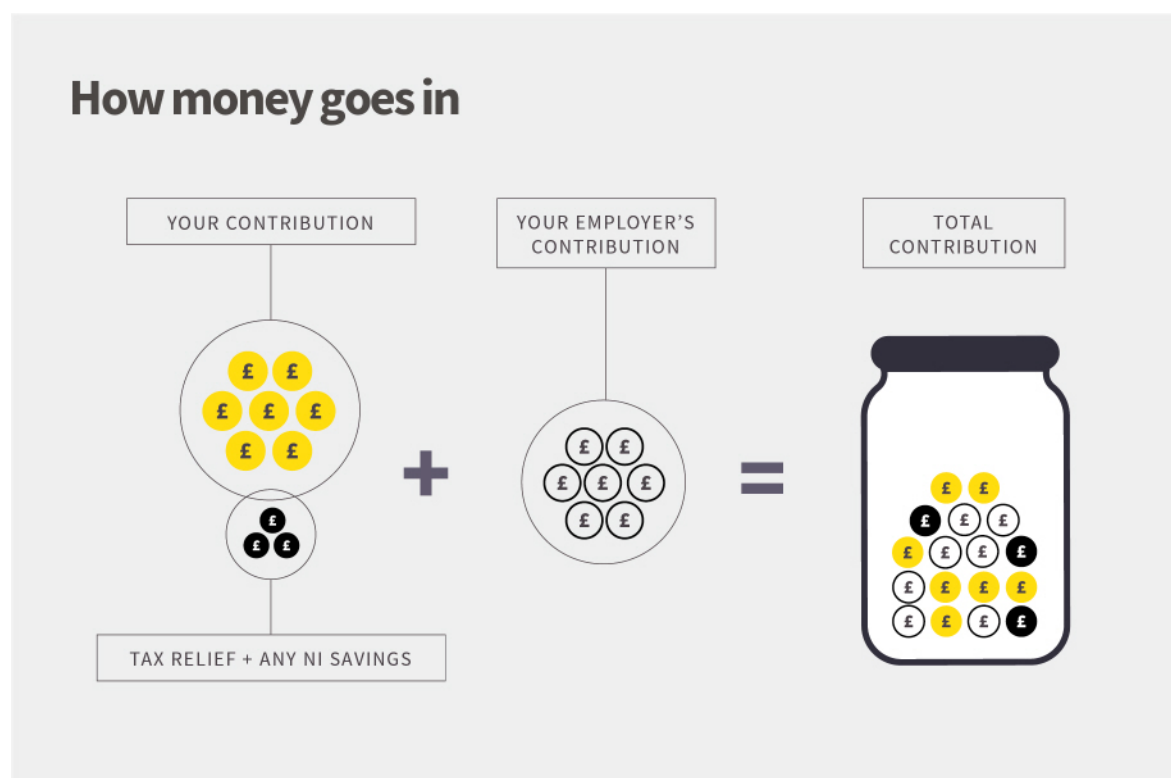 How money goes in
YOUR CONTRIBUTION
YOUR EMPLOYER'S
CONTRIBUTION
TOTAL
CONTRIBUTION
£ £
£ £ £
£ £
£
£ £
£ £
£ £ £
£ £
+
=
£ £
£ £ £
£ £ £ £
£ £ £ £
£ £ £ £
TAX RELIEF + ANY NI SAVINGS